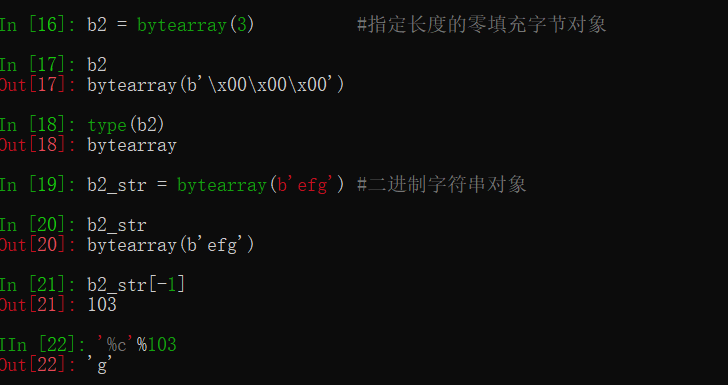 In [16]: b2 = bytearray(3) #指定长度的零填充字节对象
In [17]: b2
Out[17]: bytearray(b'\x00\x00\x00')
In [18]: type(b2)
Out[18]: bytearray
In [19]: b2_str = bytearray(b'efg') #二进制字符串对象
In [20]: b2_str
Out[20]: bytearray(b'efg')
In [21]: b2_str[-1]
Out[21]: 103
IIn [22]: '%c'%103
Out[22]: 'g'